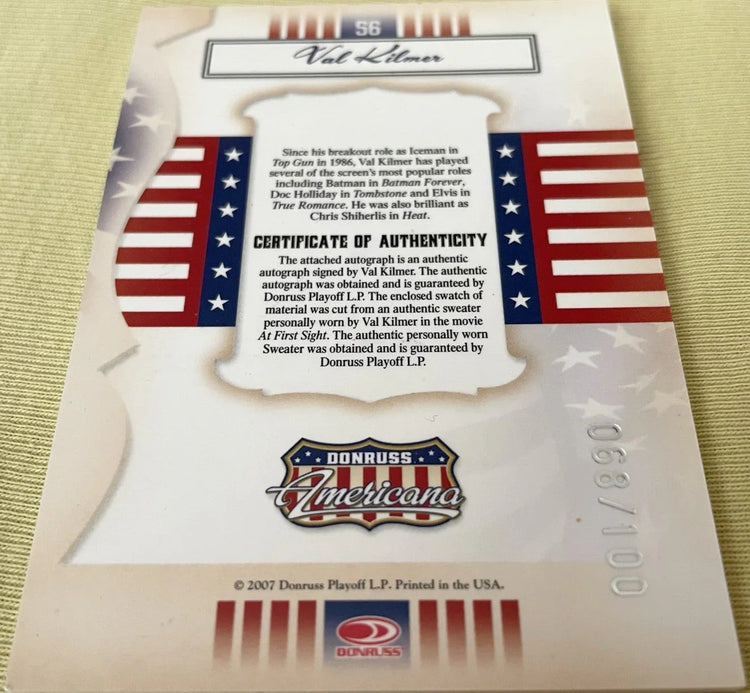 56
Val Kilmer
Since his breakout role as Iceman in
Top Gun in 1986, Val Kilmer has played
several of the screen's most popular roles
including Batman in Batman Forever,
Doc Holliday in Tombstone and Elvis in
True Romance. He was also brilliant as
Chris Shiherlis in Heat.
CERTIFICATE OF AUTHENTICITY
The attached autograph is an authentic
autograph signed by Val Kilmer. The authentic
autograph was obtained and is guaranteed by
Donruss Playoff L.P. The enclosed swatch of
material was cut from an authentic sweater
personally worn by Val Kilmer in the movie
At First Sight. The authentic personally worn
Sweater was obtained and is guaranteed by
Donruss Playoff L.P.
DONRUSS
Americana
068/100
© 2007 Donruss Playoff L.P. Printed in the USA.
DONRUSS